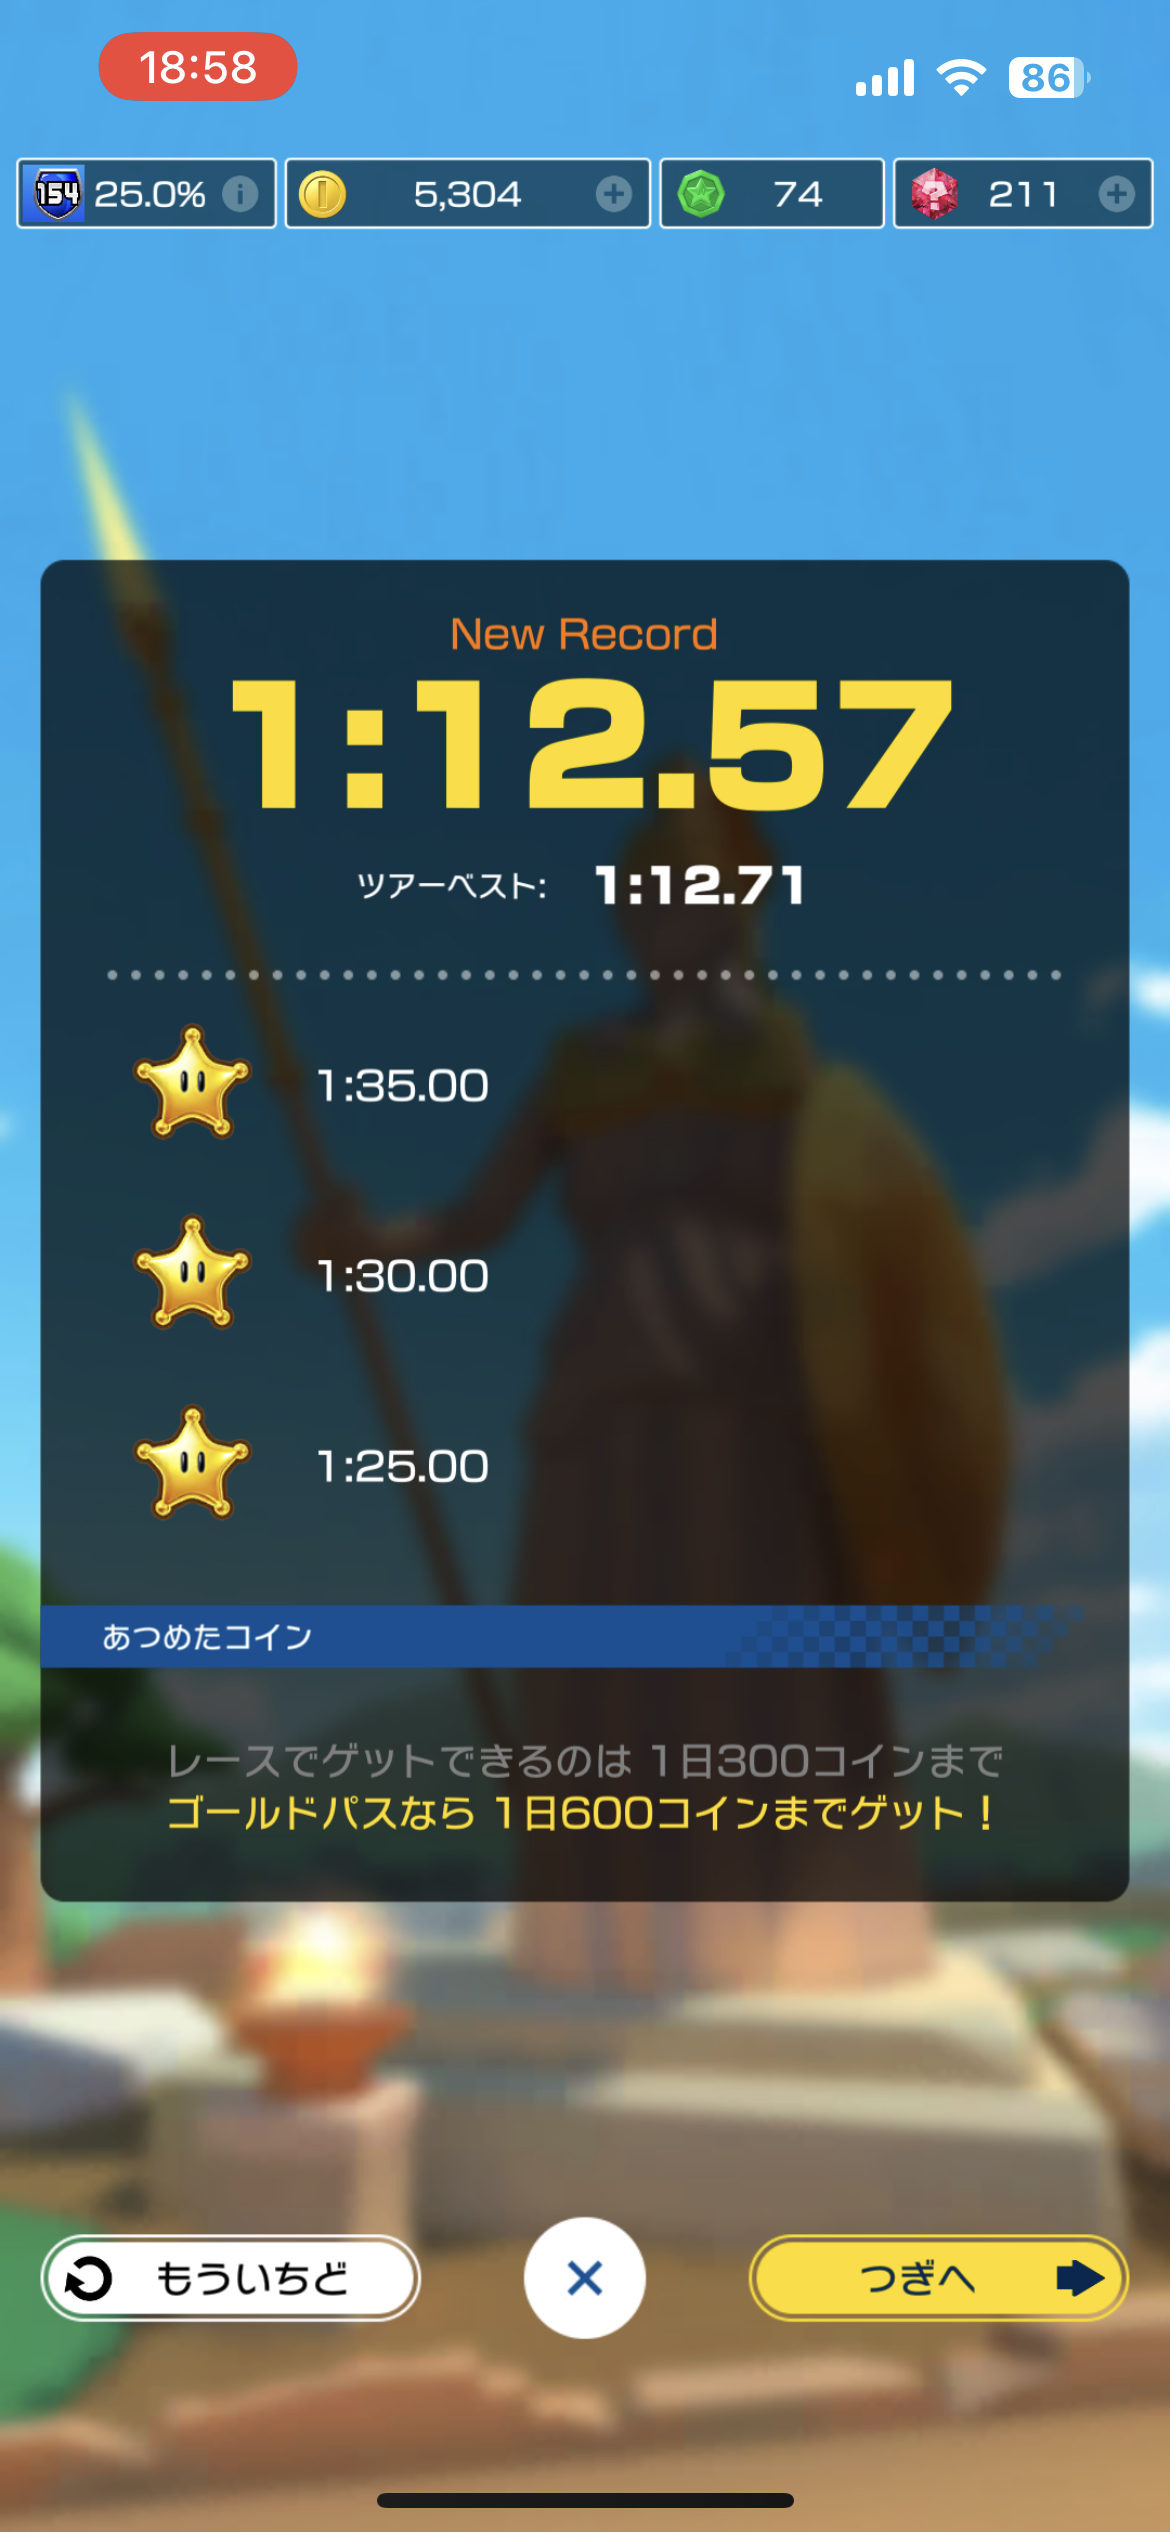 18:58
86
154 25.0% i 5,304 + 74 ? 211 +
New Record
1:12.57
ツアーベスト: 1:12.71
1:35.00
1:30.00
1:25.00
あつめたコイン
レースでゲットできるのは 1日300コインまで
ゴールドパスなら 1日600コインまでゲット！
もういちど × つぎへ